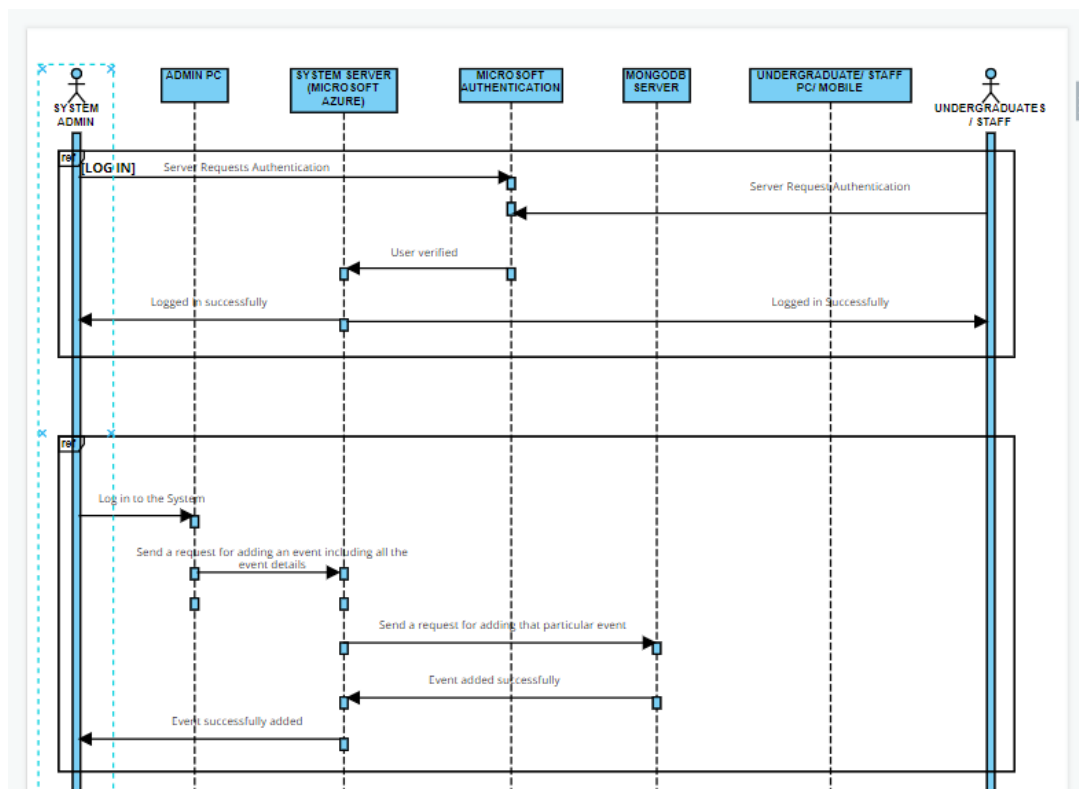 SYSTEM
ADMIN
ADMIN PC
SYSTEM SERVER
(MICROSOFT
AZURE)
MICROSOFT
AUTHENTICATION
MONGODB
SERVER
UNDERGRADUATE/ STAFF
PC/ MOBILE
UNDERGRADUATES
/ STAFF
ref
[LOG IN]
Server Requests Authentication
Server Request Authentication
User verified
Logged in successfully
Logged in Successfully
ref
Log in to the System
Send a request for adding an event including all the
event details
Send a request for adding that particular event
Event added successfully
Event successfully added